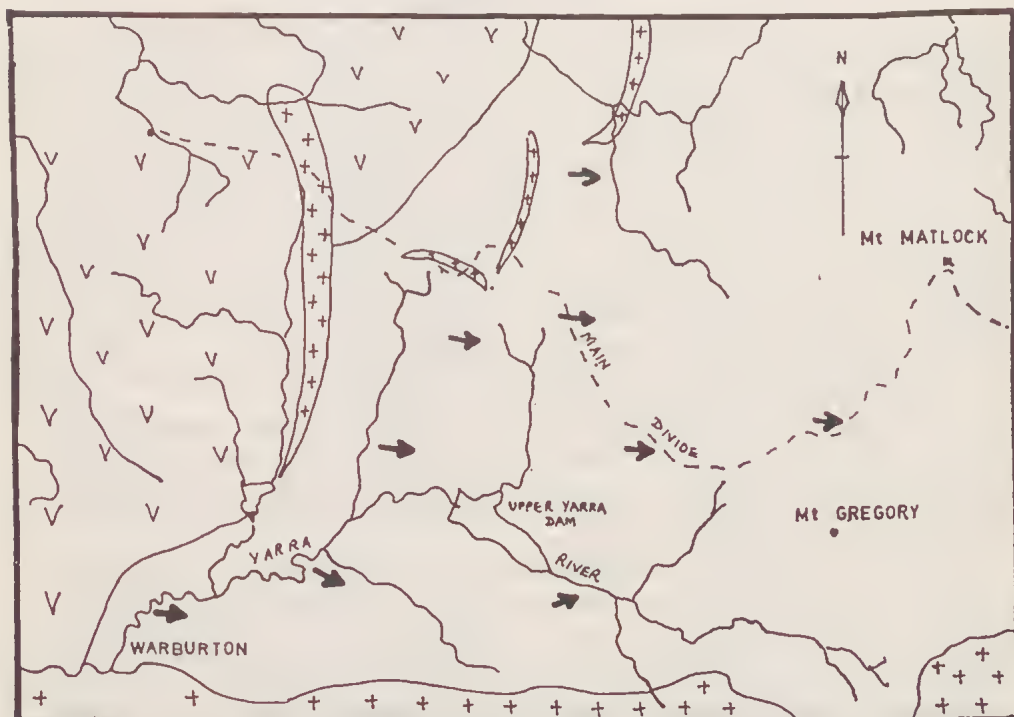 N
Mt MATLOCK
MAIN
DIVIDE
UPPER YARRA
DAM
Mt GREGORY
YARRA
RIVER
WARBURTON